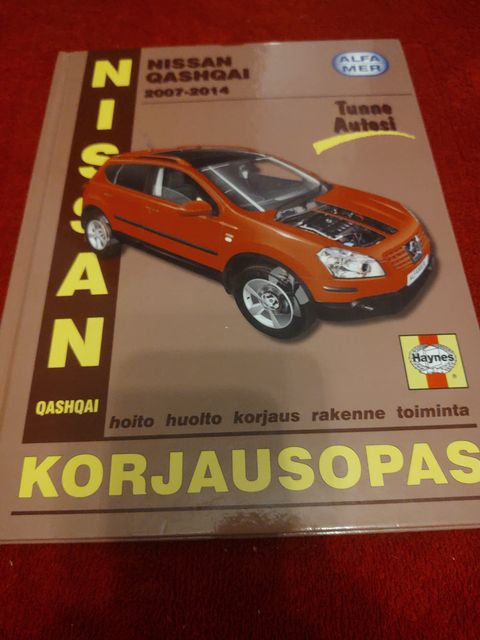 NISSAN
NISSAN
QASHQAI
2007-2014
ALFA
MER
Tunne
Autosi
Haynes
QASHQAI
hoito huolto korjaus rakenne toiminta
KORJAUSOPAS